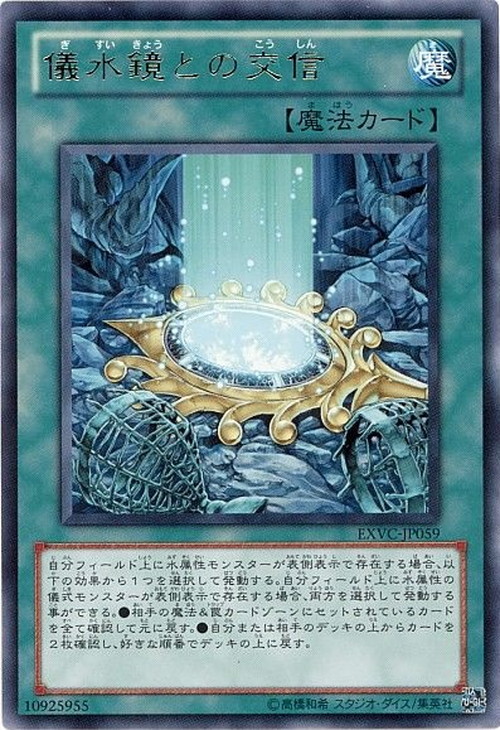 儀水鏡との交信
【魔法カード】
EXVC-JP059
自分フィールド上に水属性モンスターが表側表示で存在する場合、以
下の効果から１つを選択して発動する。自分フィールド上に水属性の
儀式モンスターが表側表示で存在する場合、両方を選択して発動する
事ができる。●相手の魔法＆罠カードゾーンにセットされているカード
を全て確認して元に戻す。●自分または相手のデッキの上からカードを
２枚確認し、好きな順番でデッキの上に戻す。
10925955
©高橋和希 スタジオ・ダイス/集英社